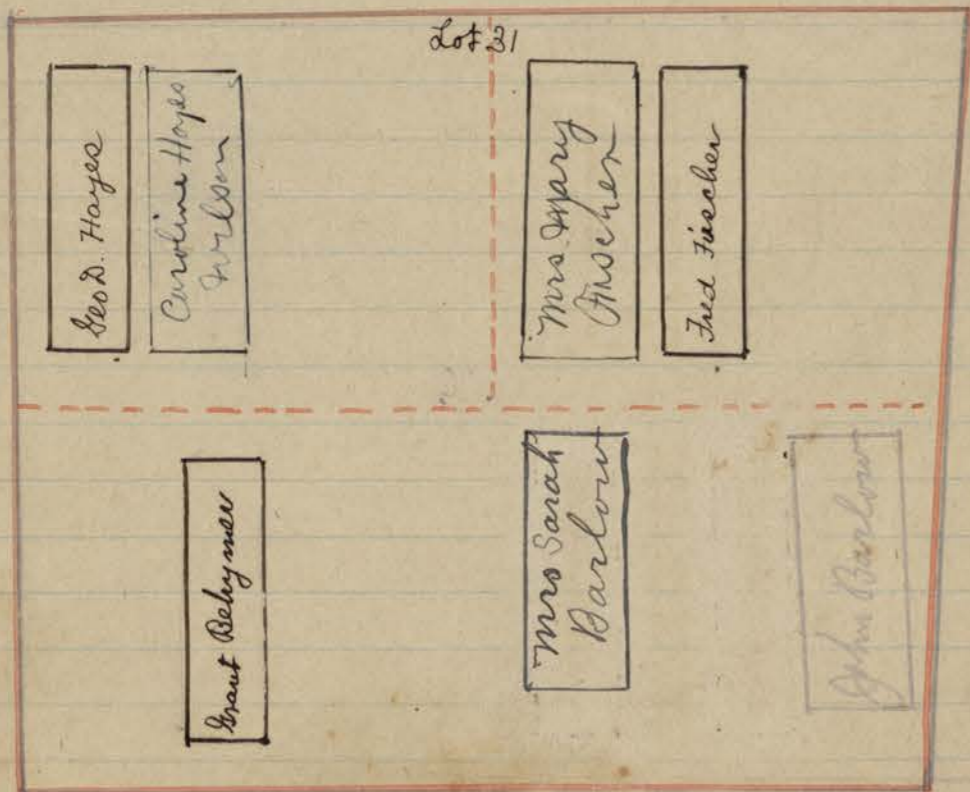 Lot 31
Geo D. Hayes
Caroline Hayes
Wilson
Mrs. Mary
Fischer
Fred Fischer
Grant Behymer
Mrs Sarah
Barlow
John Barlow